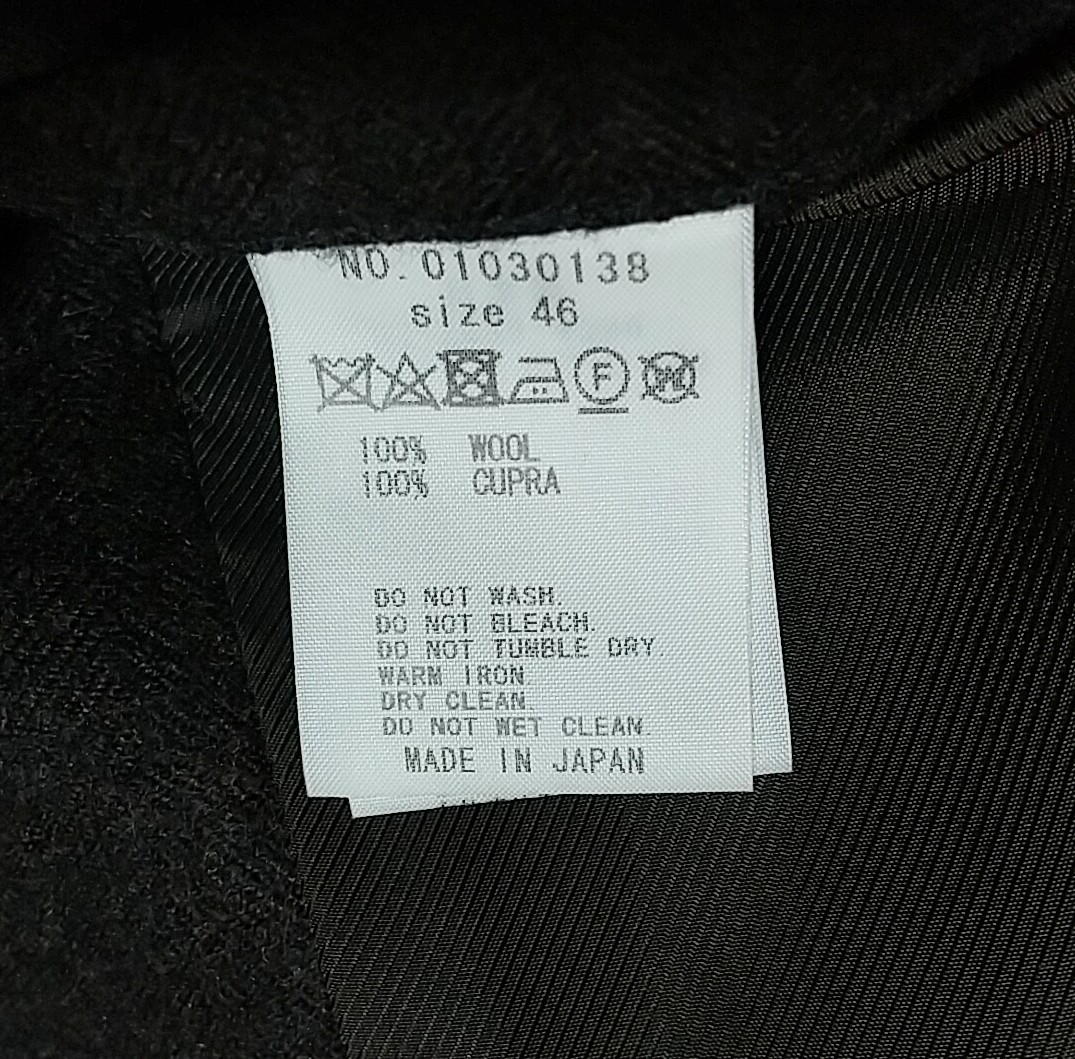 NO. 01030138
size 46
F W
100% WOOL
100% CUPRA
DO NOT WASH.
DO NOT BLEACH.
DO NOT TUMBLE DRY.
WARM IRON
DRY CLEAN.
DO NOT WET CLEAN.
MADE IN JAPAN